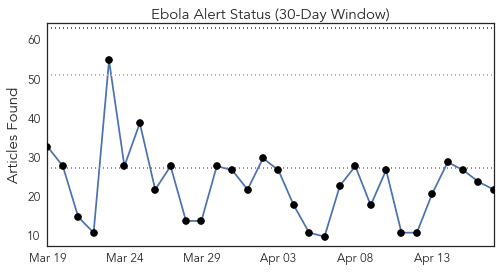 Ebola Alert Status (30-Day Window)
Articles Found
60
50
40
30
20
10
Mar 19
Mar 24
Mar 29
Apr 03
Apr 08
Apr 13